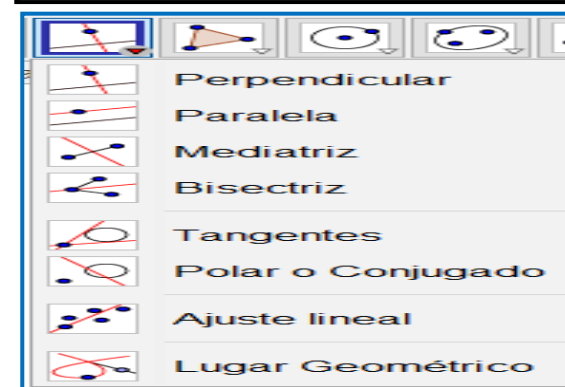 Perpendicular
Paralela
Mediatriz
Bisectriz
Tangentes
Polar o Conjugado
Ajuste lineal
Lugar Geométrico